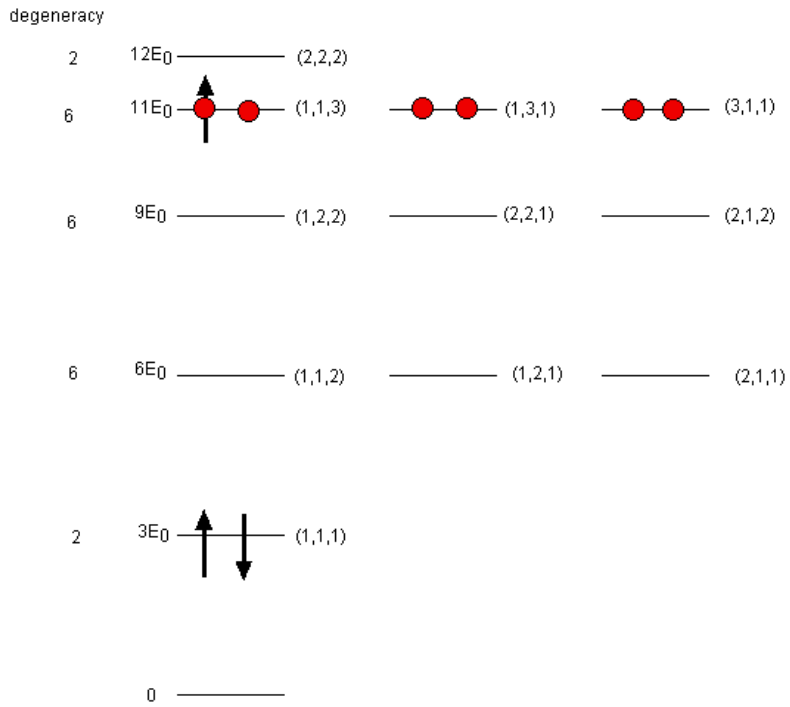 degeneracy
2 12E0 (2,2,2)
6 11E0 (1,1,3) (1,3,1) (3,1,1)
6 9E0 (1,2,2) (2,2,1) (2,1,2)
6 6E0 (1,1,2) (1,2,1) (2,1,1)
2 3E0 (1,1,1)
0